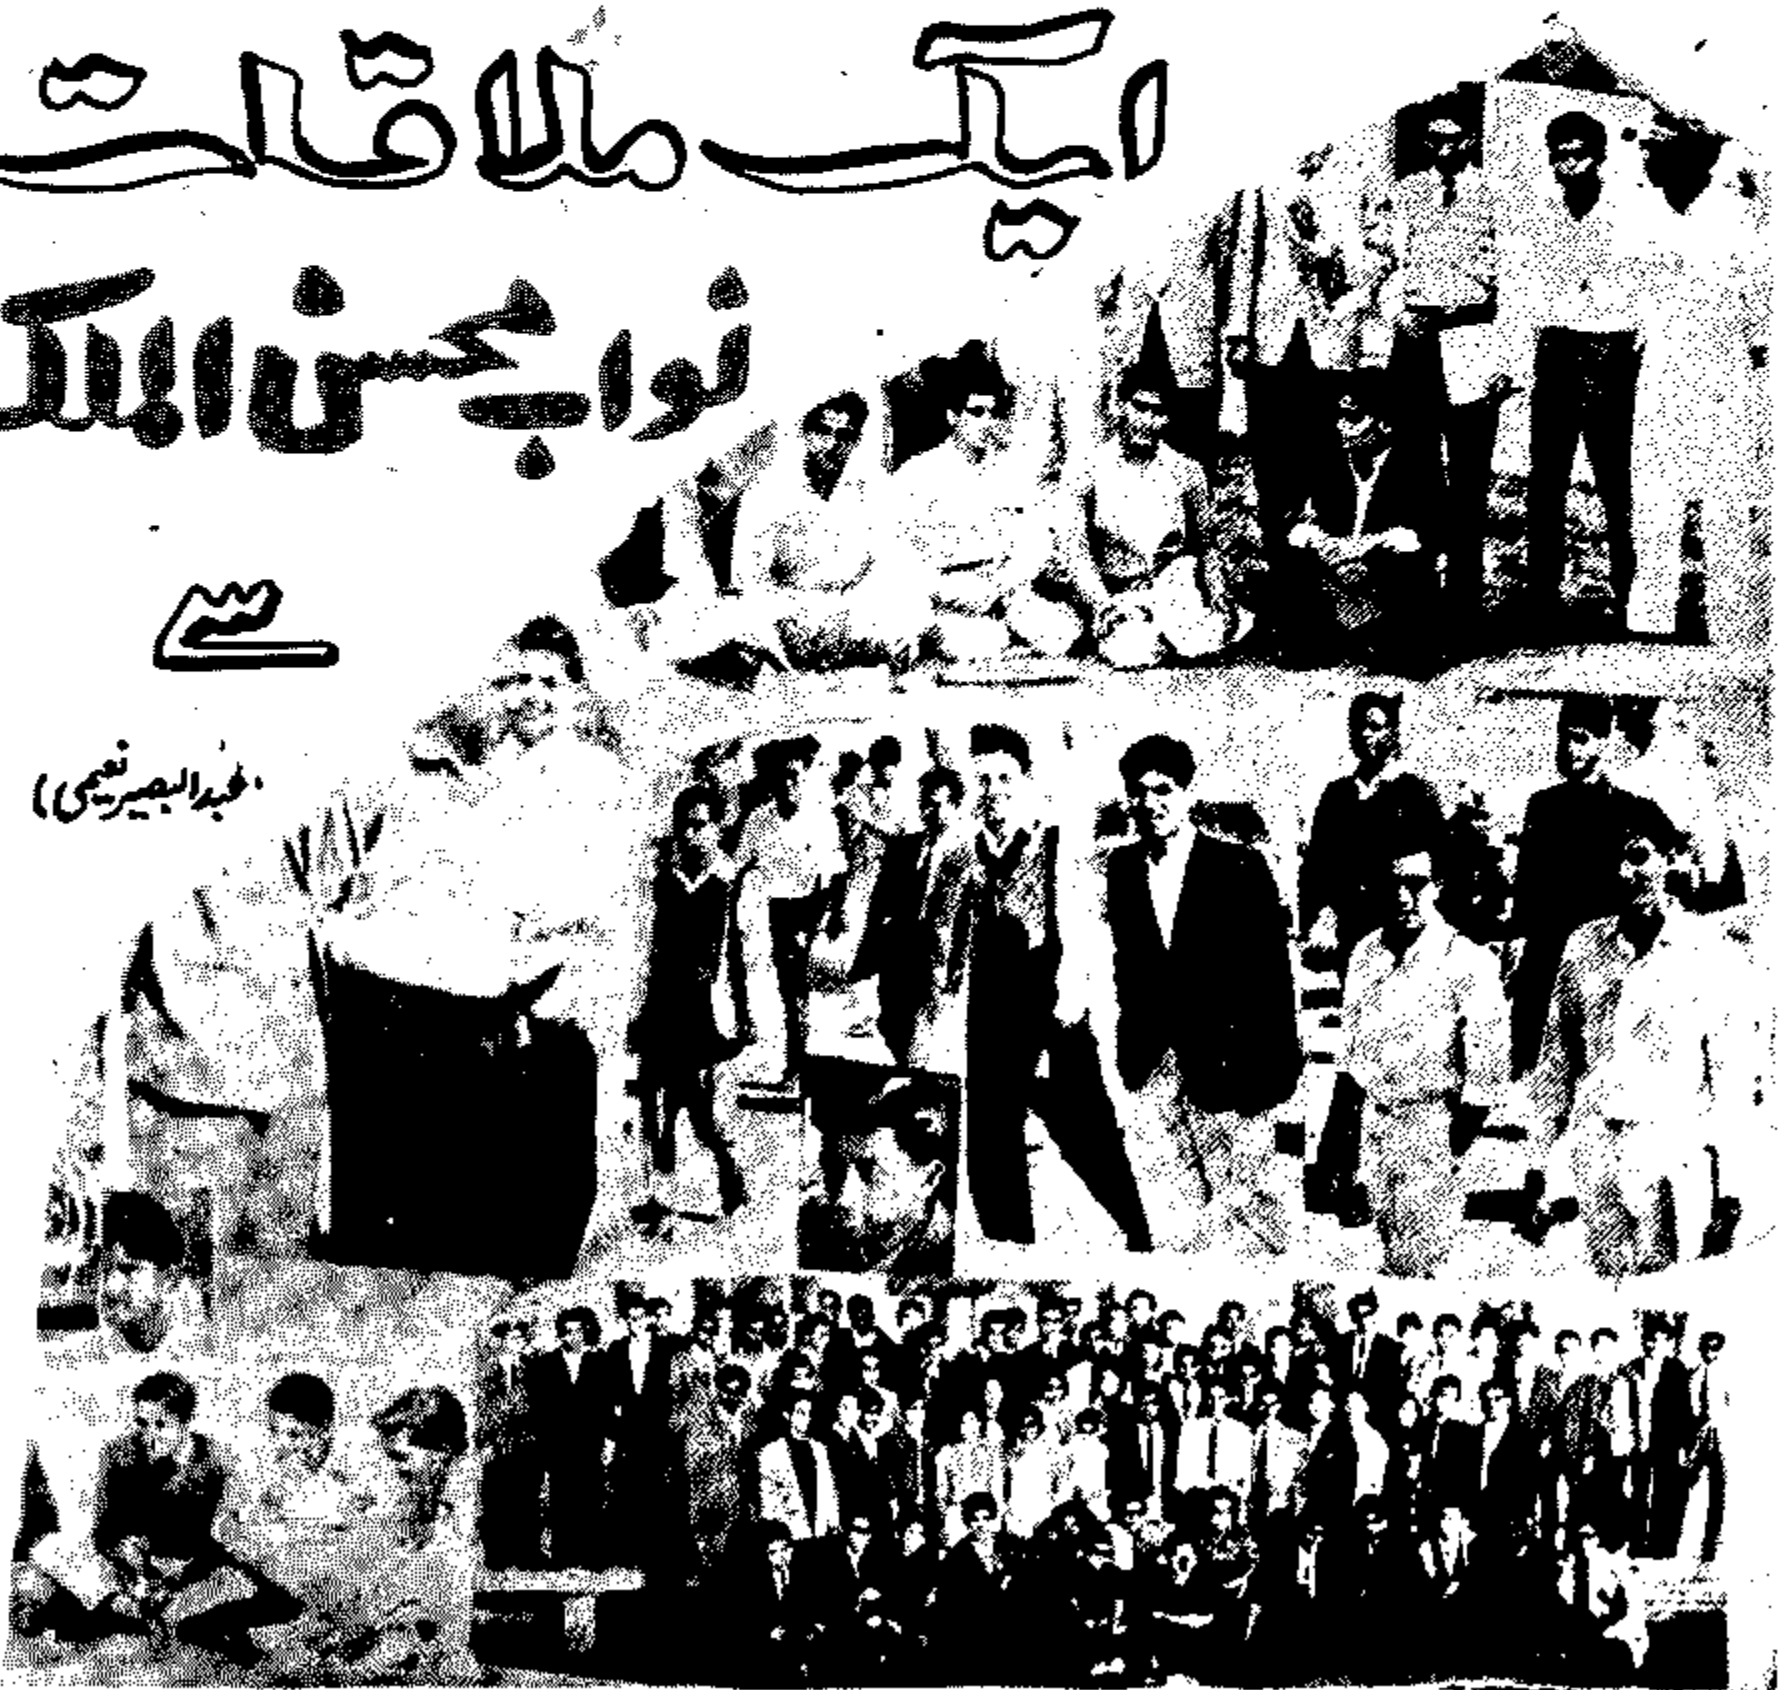 ایک ملاقات
نواب محسن الملک
سے
(عبدالبصیر نعیمی)